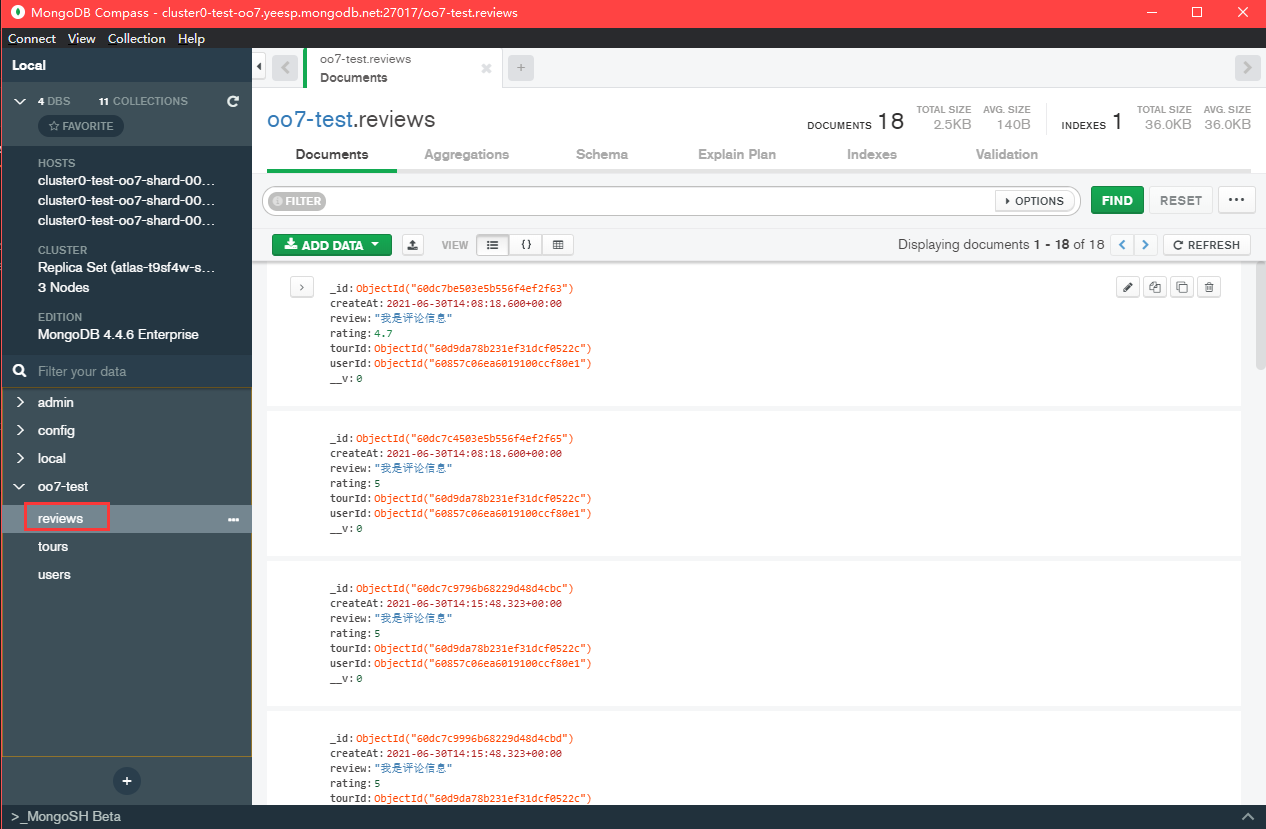 MongoDB Compass - cluster0-test-oo7.yeesp.mongodb.net:27017/oo7-test.reviews
Connect View Collection Help
Local
4 DBS 11 COLLECTIONS
FAVORITE
HOSTS
cluster0-test-oo7-shard-00...
cluster0-test-oo7-shard-00...
cluster0-test-oo7-shard-00...
CLUSTER
Replica Set (atlas-t9sf4w-s...
3 Nodes
EDITION
MongoDB 4.4.6 Enterprise
Filter your data
admin
config
local
oo7-test
reviews
tours
users
>_MongoSH Beta
oo7-test.reviews
Documents
oo7-test.reviews
DOCUMENTS 18 TOTAL SIZE 2.5KB AVG. SIZE 140B INDEXES 1 TOTAL SIZE 36.0KB AVG. SIZE 36.0KB
Documents Aggregations Schema Explain Plan Indexes Validation
FILTER OPTIONS FIND RESET
ADD DATA VIEW {} Displaying documents 1 - 18 of 18 REFRESH
_id: ObjectId("60dc7be503e5b556f4ef2f63")
createAt: 2021-06-30T14:08:18.600+00:00
review: "我是评论信息"
rating: 4.7
tourId: ObjectId("60d9da78b231ef31dcf0522c")
userId: ObjectId("60857c06ea6019100ccf80e1")
__v: 0
_id: ObjectId("60dc7c4503e5b556f4ef2f65")
createAt: 2021-06-30T14:08:18.600+00:00
review: "我是评论信息"
rating: 5
tourId: ObjectId("60d9da78b231ef31dcf0522c")
userId: ObjectId("60857c06ea6019100ccf80e1")
__v: 0
_id: ObjectId("60dc7c9796b68229d48d4cbc")
createAt: 2021-06-30T14:15:48.323+00:00
review: "我是评论信息"
rating: 5
tourId: ObjectId("60d9da78b231ef31dcf0522c")
userId: ObjectId("60857c06ea6019100ccf80e1")
__v: 0
_id: ObjectId("60dc7c9996b68229d48d4cbd")
createAt: 2021-06-30T14:15:48.323+00:00
review: "我是评论信息"
rating: 5
tourId: ObjectId("60d9da78b231ef31dcf0522c")